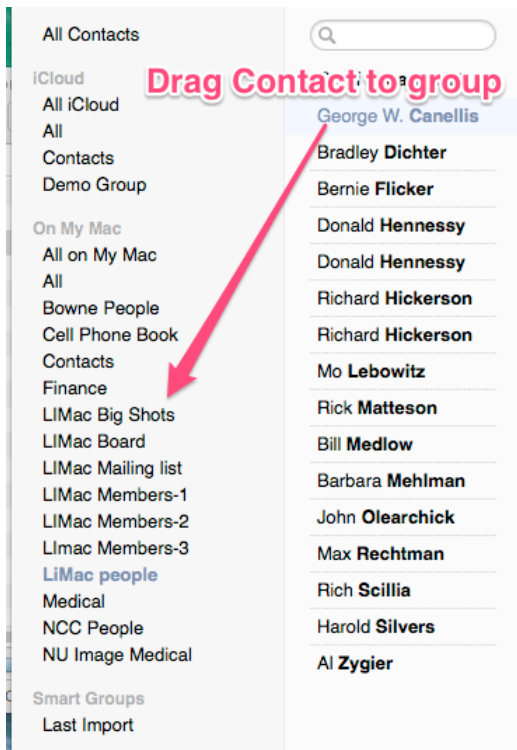 All Contacts
iCloud
All iCloud
All
Contacts
Demo Group
On My Mac
All on My Mac
All
Bowne People
Cell Phone Book
Contacts
Finance
LIMac Big Shots
LIMac Board
LIMac Mailing list
LIMac Members-1
LIMac Members-2
LImac Members-3
LiMac people
Medical
NCC People
NU Image Medical
Smart Groups
Last Import
Drag Contact to group
George W. Canellis
Bradley Dichter
Bernie Flicker
Donald Hennessy
Donald Hennessy
Richard Hickerson
Richard Hickerson
Mo Lebowitz
Rick Matteson
Bill Medlow
Barbara Mehlman
John Olearchick
Max Rechtman
Rich Scillia
Harold Silvers
Al Zygier